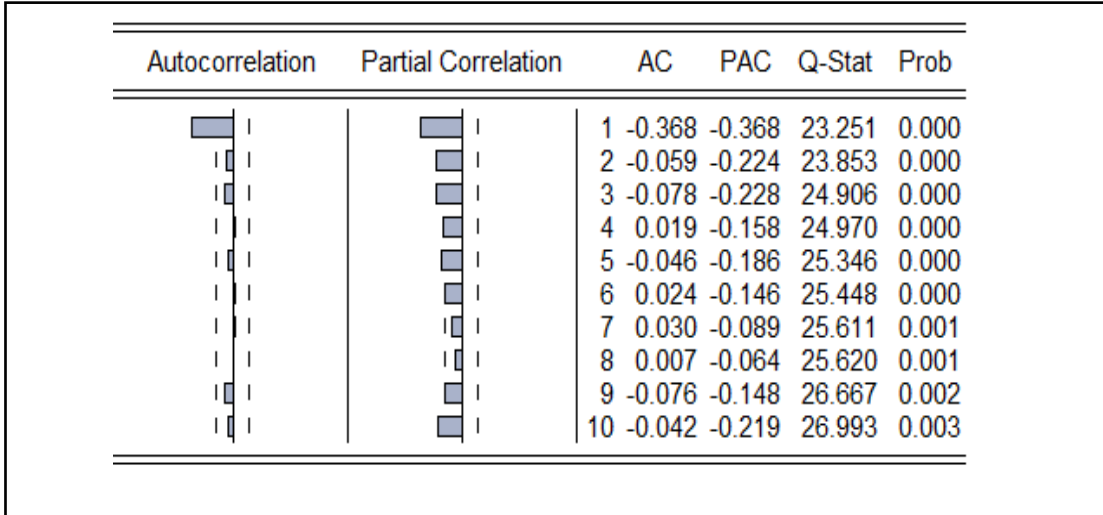 Autocorrelation Partial Correlation AC PAC Q-Stat Prob
1 -0.368 -0.368 23.251 0.000
2 -0.059 -0.224 23.853 0.000
3 -0.078 -0.228 24.906 0.000
4 0.019 -0.158 24.970 0.000
5 -0.046 -0.186 25.346 0.000
6 0.024 -0.146 25.448 0.000
7 0.030 -0.089 25.611 0.001
8 0.007 -0.064 25.620 0.001
9 -0.076 -0.148 26.667 0.002
10 -0.042 -0.219 26.993 0.003